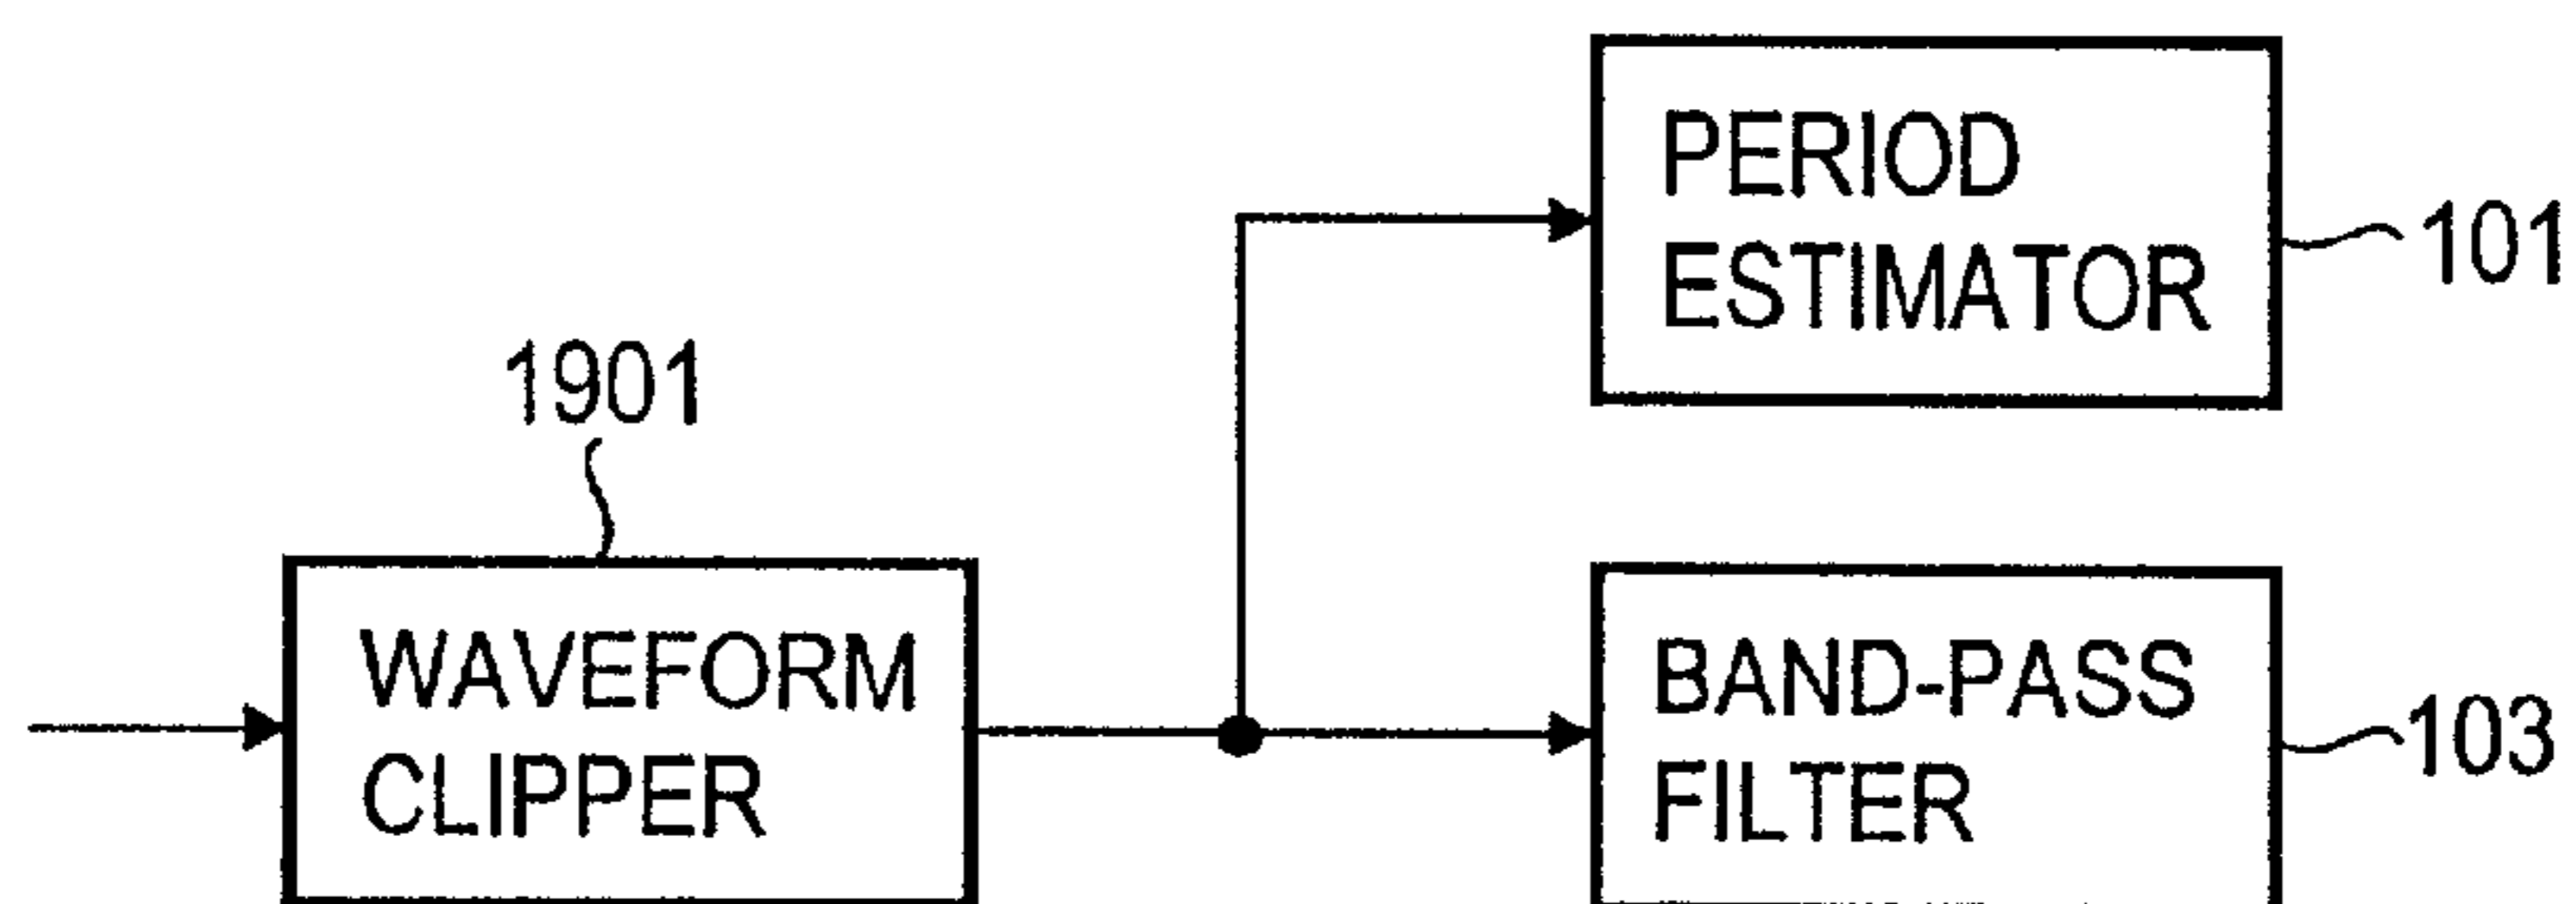 PERIOD
ESTIMATOR
101
1901
WAVEFORM
CLIPPER
BAND-PASS
FILTER
103